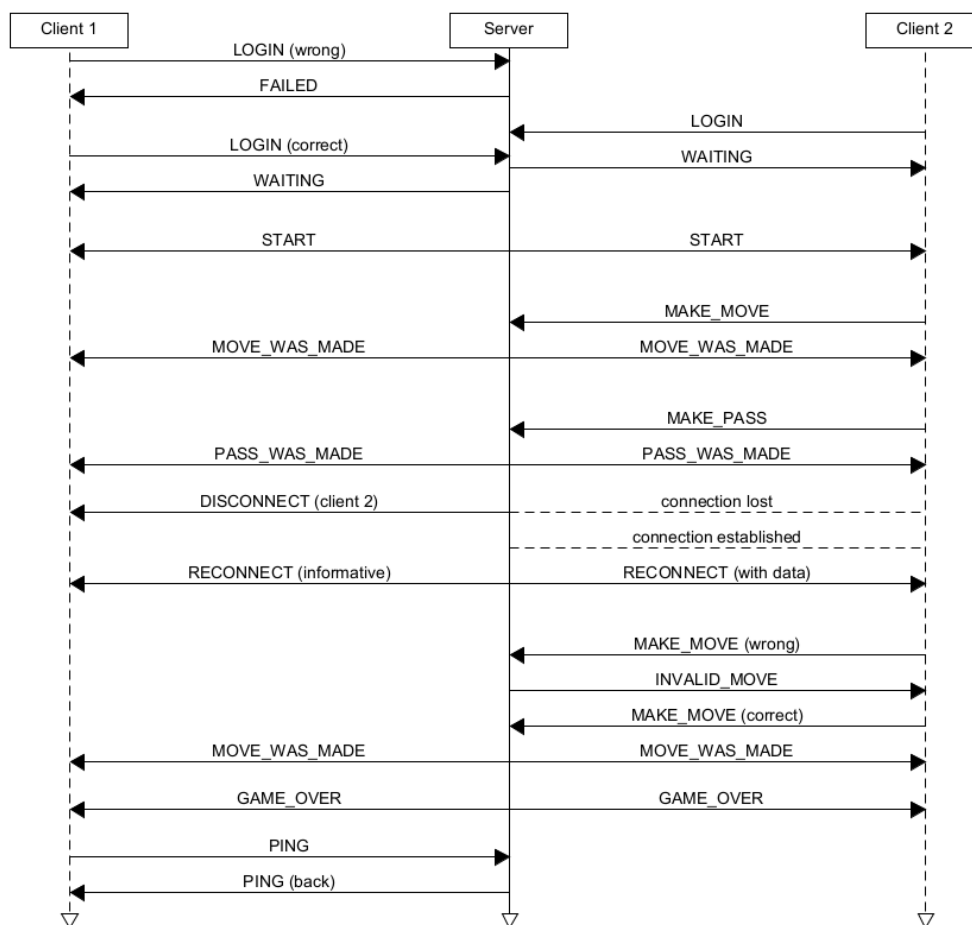 Client 1
Server
Client 2
LOGIN (wrong)
FAILED
LOGIN
LOGIN (correct)
WAITING
WAITING
START
START
MAKE_MOVE
MOVE_WAS_MADE
MOVE_WAS_MADE
MAKE_PASS
PASS_WAS_MADE
PASS_WAS_MADE
DISCONNECT (client 2)
connection lost
connection established
RECONNECT (informative)
RECONNECT (with data)
MAKE_MOVE (wrong)
INVALID_MOVE
MAKE_MOVE (correct)
MOVE_WAS_MADE
MOVE_WAS_MADE
GAME_OVER
GAME_OVER
PING
PING (back)